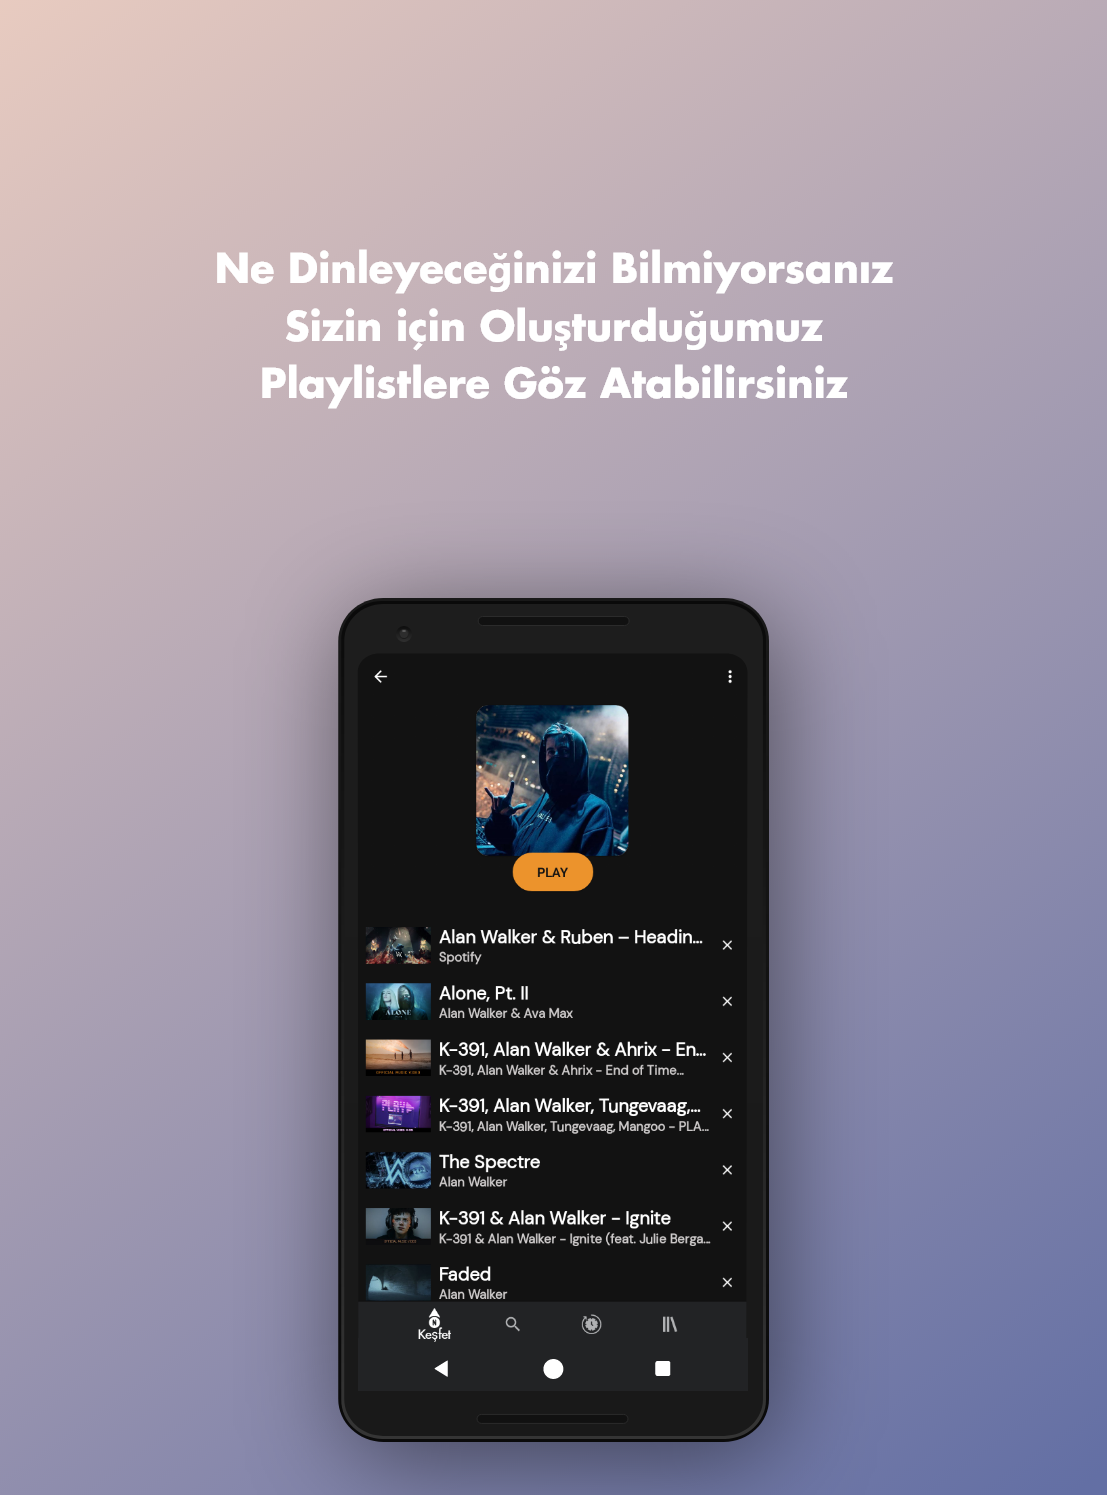 Ne Dinleyeceğinizi Bilmiyorsanız
Sizin için Oluşturduğumuz
Playlistlere Göz Atabilirsiniz
PLAY
Alan Walker & Ruben – Headin...
Spotify
Alone, Pt. II
Alan Walker & Ava Max
K-391, Alan Walker & Ahrix - En...
K-391, Alan Walker & Ahrix - End of Time...
K-391, Alan Walker, Tungevaag,...
K-391, Alan Walker, Tungevaag, Mangoo - PLA...
The Spectre
Alan Walker
K-391 & Alan Walker - Ignite
K-391 & Alan Walker - Ignite (feat. Julie Berga...
Faded
Alan Walker
Keşfet